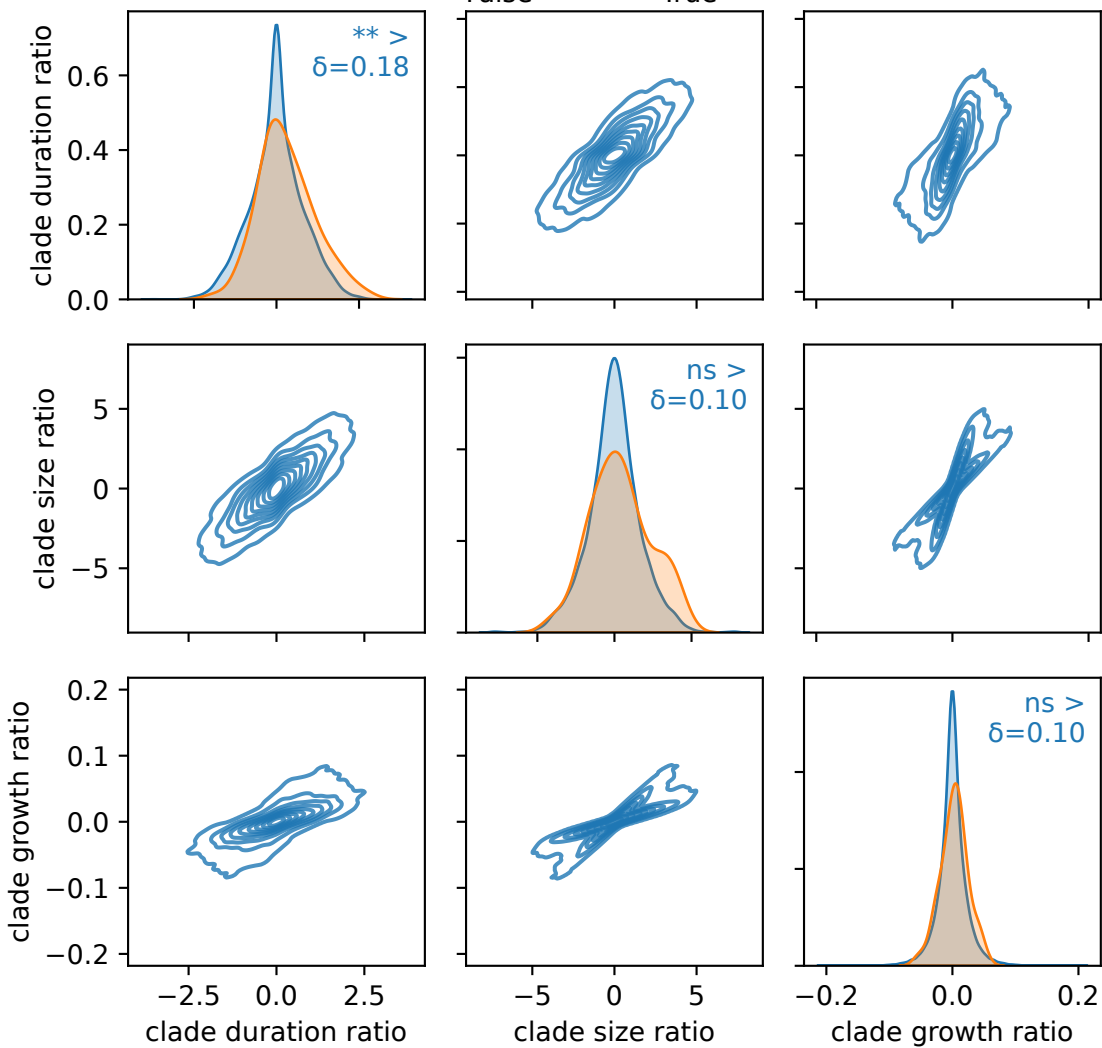 clade duration ratio
0.6
0.4
0.2
0.0
** >
δ=0.18
clade size ratio
5
0
−5
ns >
δ=0.10
clade growth ratio
0.2
0.1
0.0
−0.1
−0.2
ns >
δ=0.10
−2.5 0.0 2.5
clade duration ratio
−5 0 5
clade size ratio
−0.2 0.0 0.2
clade growth ratio